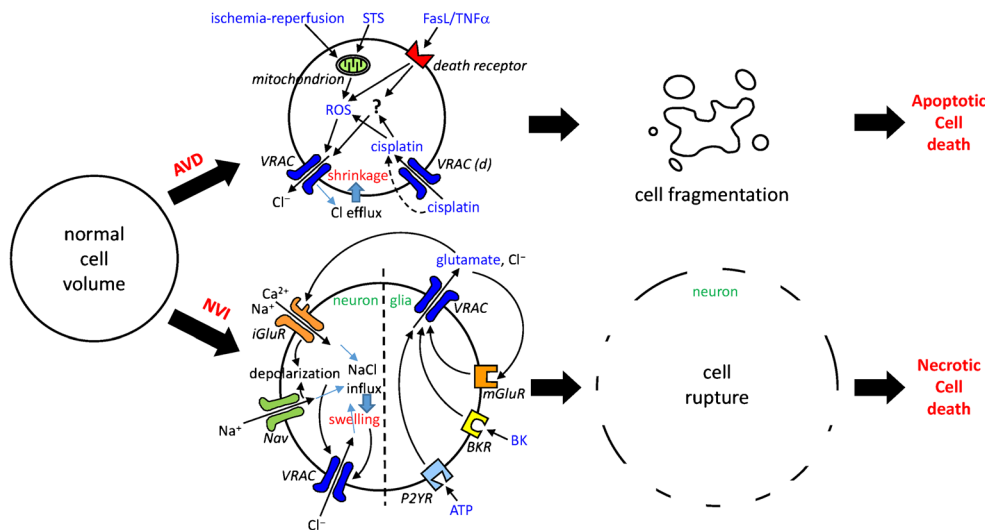 ischemia-reperfusion
STS
FasL/TNFα
mitochondrion
death receptor
ROS
?
cisplatin
VRAC
VRAC (d)
shrinkage
Cl⁻
Cl efflux
cisplatin
AVD
cell fragmentation
Apoptotic
Cell
death
normal
cell
volume
NVI
glutamate, Cl⁻
Ca²⁺
Na⁺
iGluR
neuron
glia
VRAC
depolarization
NaCl
influx
mGluR
swelling
Na⁺
Nav
BKR
BK
VRAC
P2YR
ATP
Cl⁻
neuron
cell
rupture
Necrotic
Cell
death